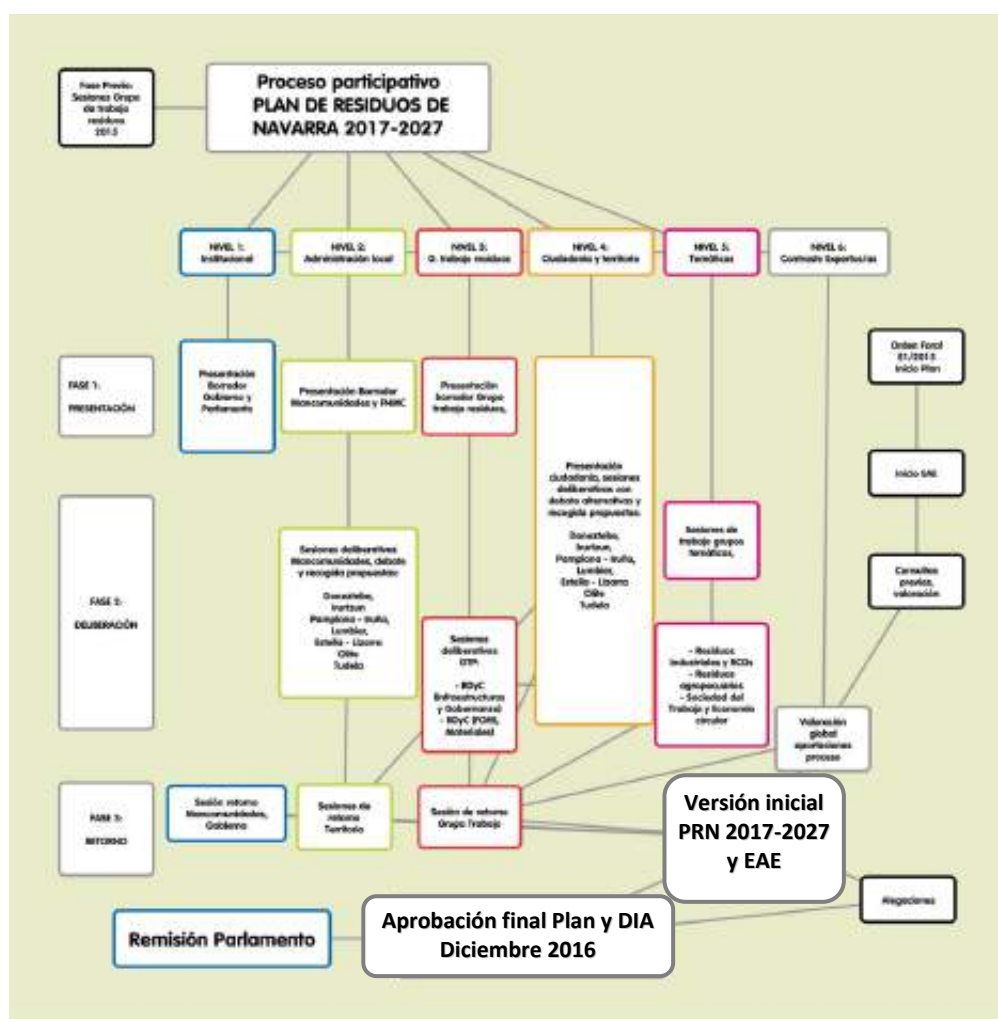 Fase Previa:
Sesiones Grupo
de trabajo
residuos
2015
Proceso participativo
PLAN DE RESIDUOS DE
NAVARRA 2017-2027
NIVEL 1:
Institucional
NIVEL 2:
Administración local
NIVEL 3:
G. trabajo residuos
NIVEL 4:
Ciudadanía y territorio
NIVEL 5:
Temáticas
NIVEL 6:
Contraste Expertos/as
FASE 1:
PRESENTACIÓN
Presentación
Borrador
Gobierno y
Parlamento
Presentación Borrador
Mancomunidades y FNMC
Presentación
borrador Grupo
trabajo residuos,
Orden Foral
Inicio Plan
Inicio EAE
Consultas
previas,
valoración
FASE 2:
DELIBERACIÓN
Sesiones deliberativas
Mancomunidades, debate
y recogida propuestas:
Doneztebe,
Irurtzun
Pamplona - Iruña,
Lumbier,
Estella - Lizarra
Olite
Tudela
Sesiones
deliberativas
- RDyC
(Infraestructuras
y Gobernanza)
- RDyC (FORS,
Materiales)
Presentación
ciudadanía, sesiones
deliberativas con
debate alternativas y
recogida propuestas:
Doneztebe,
Irurtzun,
Pamplona - Iruña,
Lumbier,
Estella - Lizarra
Olite
Tudela
Sesiones de
trabajo grupos
temáticos,
- Residuos
industriales y RCDs
- Residuos
agropecuarios
- Sociedad del
Trabajo y Economía
circular
Valoración
global
aportaciones
proceso
FASE 3:
RETORNO
Sesión retorno
Mancomunidades,
Gobierno
Sesiones de
retorno
Territorio
Sesión de retorno
Grupo Trabajo
Versión inicial
PRN 2017-2027
y EAE
Alegaciones
Remisión Parlamento
Aprobación final Plan y DIA
Diciembre 2016